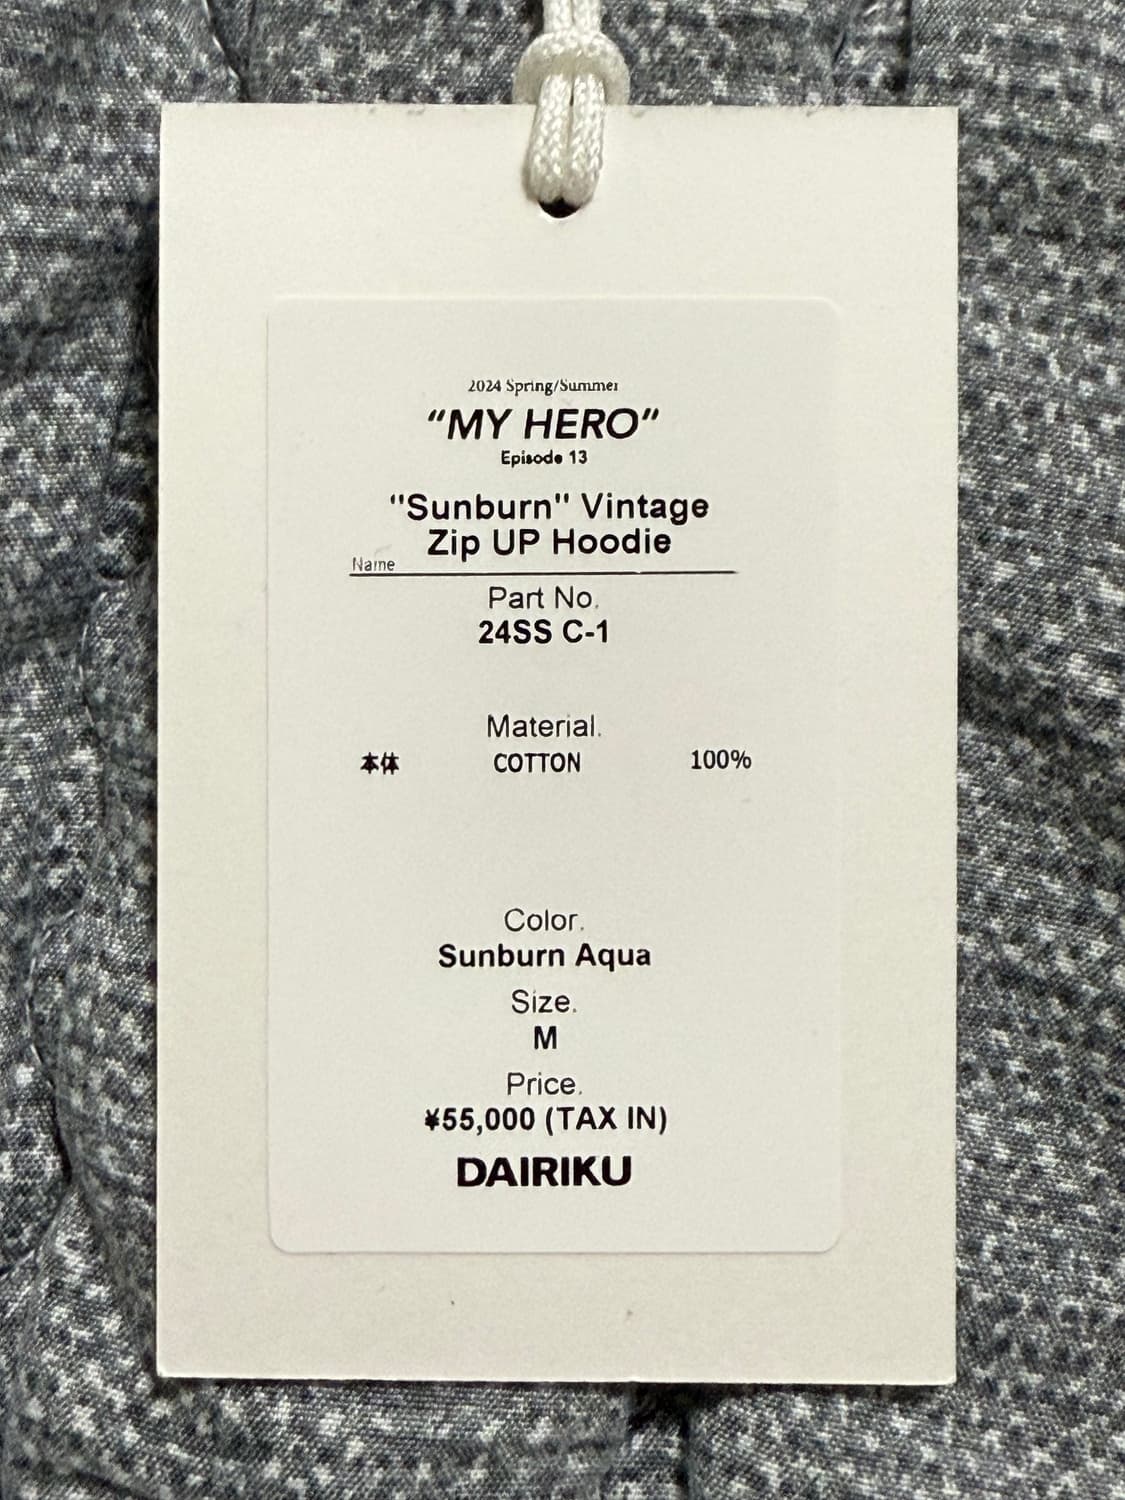 2024 Spring/Summer
“MY HERO”
Episode 13
"Sunburn" Vintage
Zip UP Hoodie
Name
Part No.
24SS C-1
Material.
本体 COTTON 100%
Color.
Sunburn Aqua
Size.
M
Price.
¥55,000 (TAX IN)
DAIRIKU